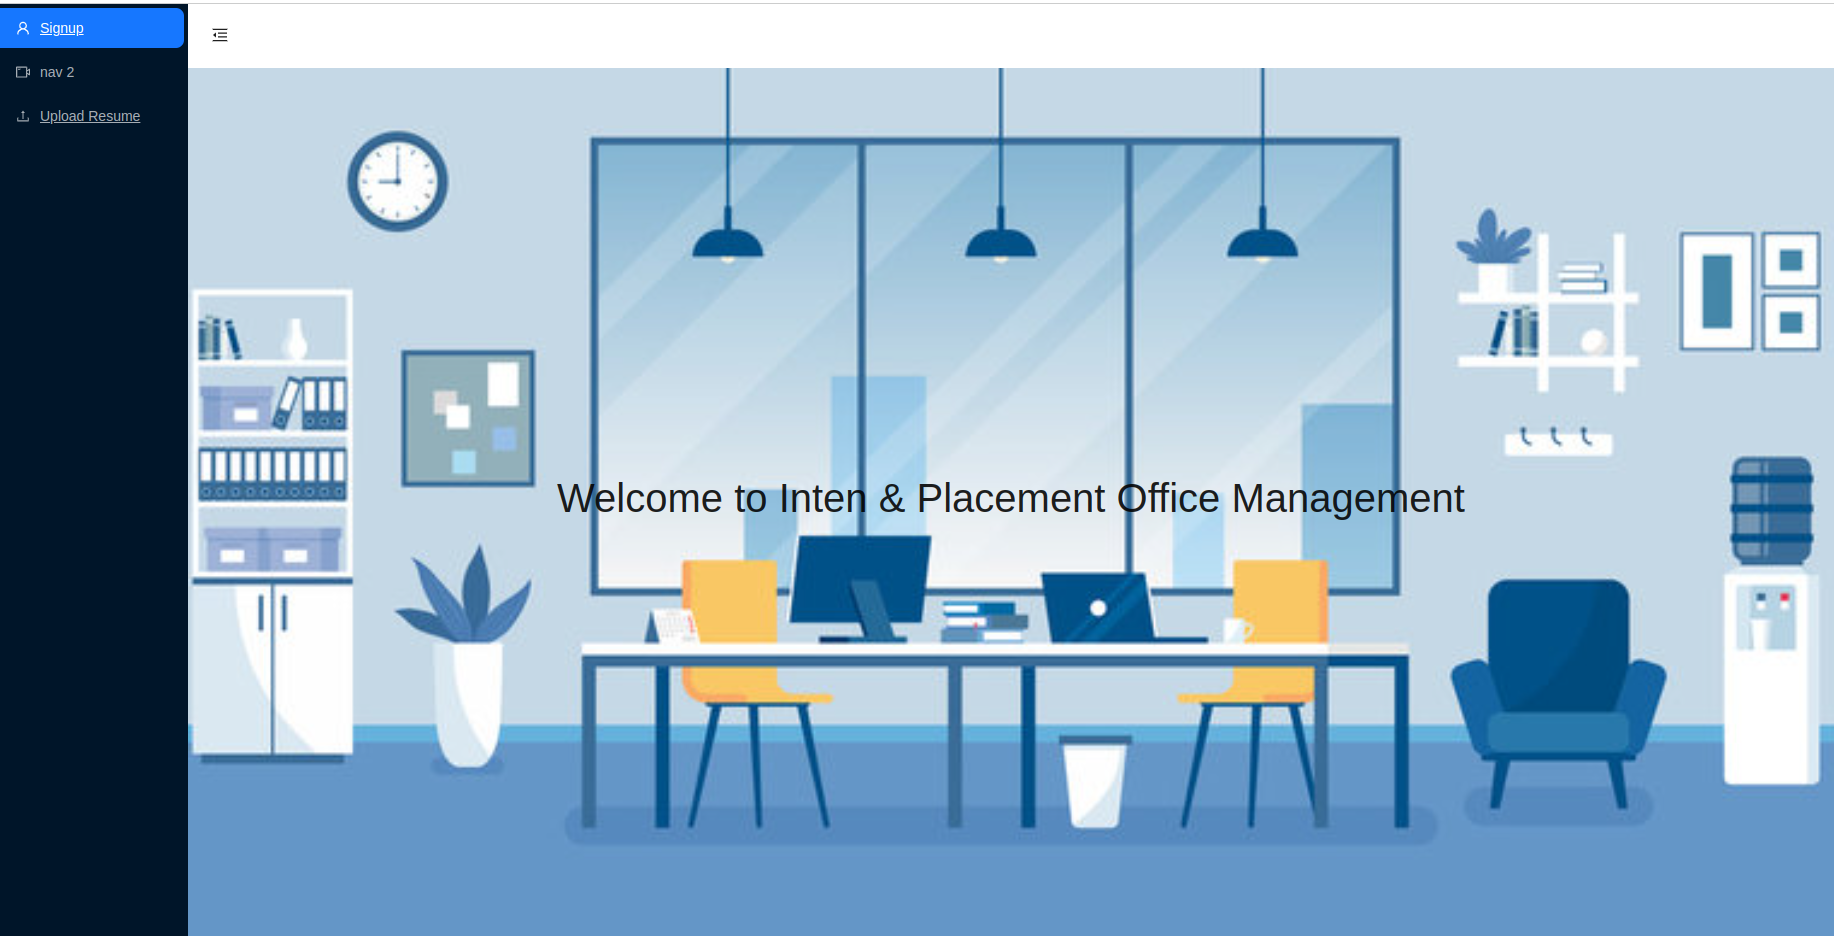 Signup
nav 2
Upload Resume
Welcome to Inten & Placement Office Management